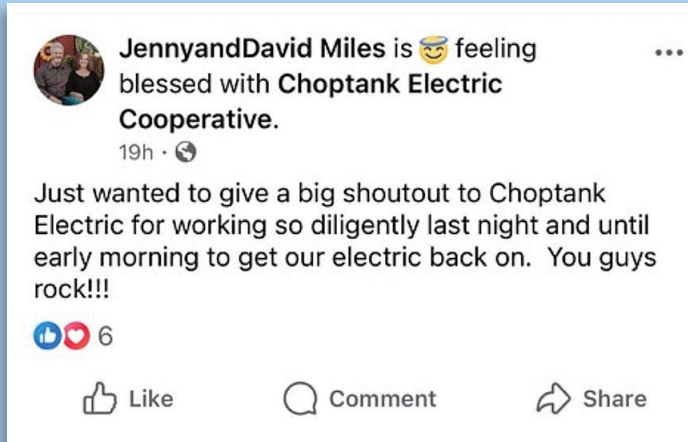 JennyandDavid Miles is 😇 feeling
blessed with Choptank Electric
Cooperative.
19h ·
Just wanted to give a big shoutout to Choptank
Electric for working so diligently last night and until
early morning to get our electric back on.  You guys
rock!!!
6
Like Comment Share